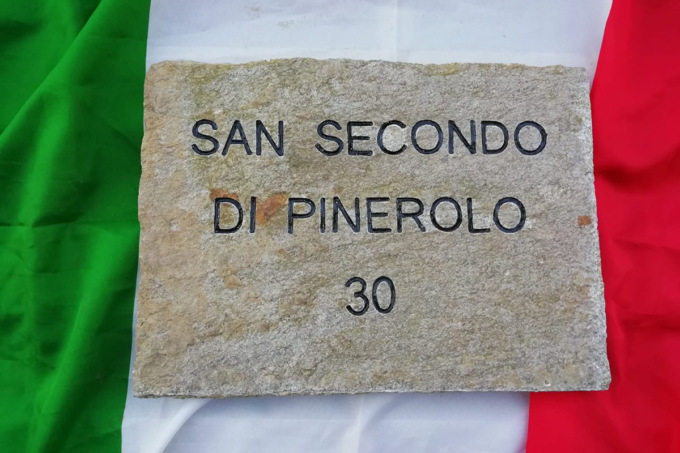 SAN SECONDO
DI PINEROLO
30